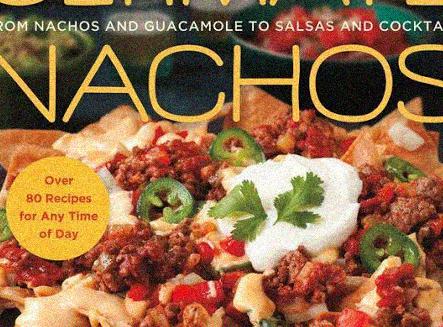 ROM NACHOS AND GUACAMOLE TO SALSAS AND COCKTA
NACHOS
Over
80 Recipes
for Any Time
of Day